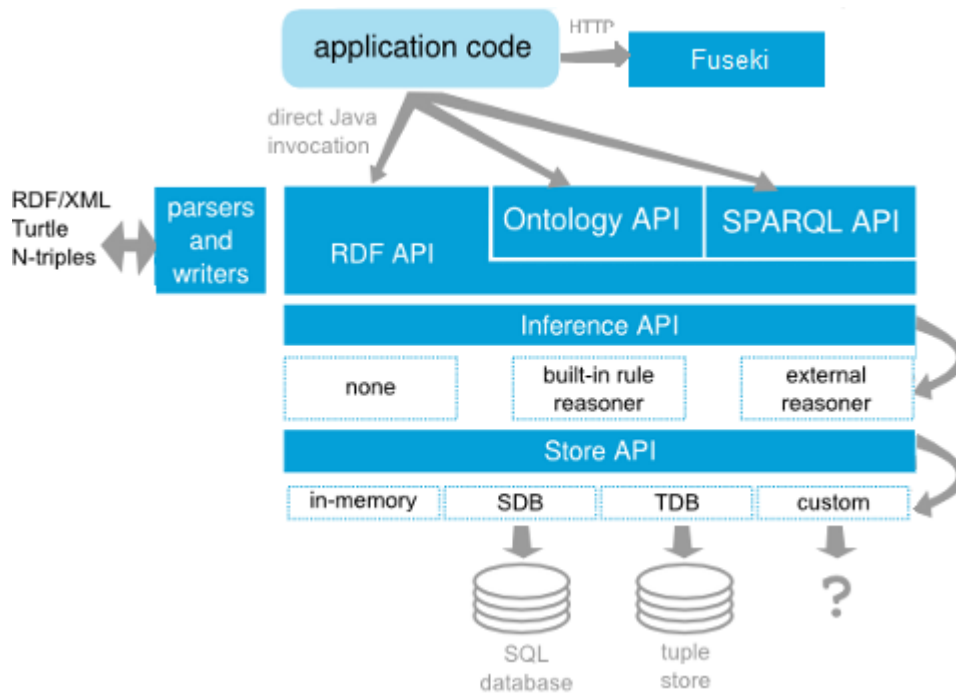 application code
HTTP
Fuseki
direct Java
invocation
RDF/XML
Turtle
N-triples
parsers
and
writers
RDF API
Ontology API
SPARQL API
Inference API
none
built-in rule
reasoner
external
reasoner
Store API
in-memory
SDB
TDB
custom
?
SQL
database
tuple
store